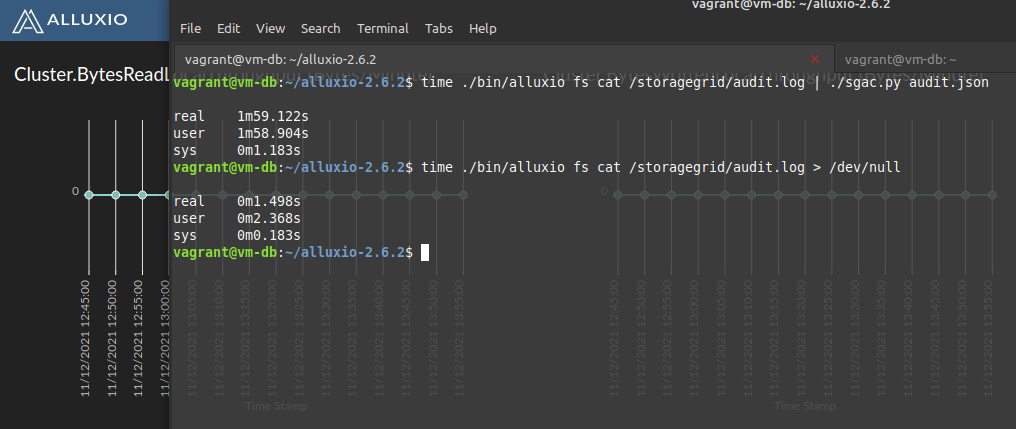 ALLUXIO
vagrant@vm-db: ~/alluxio-2.6.2
File Edit View Search Terminal Tabs Help
vagrant@vm-db: ~/alluxio-2.6.2 × vagrant@vm-db: ~
Cluster.BytesReadL
vagrant@vm-db:~/alluxio-2.6.2$ time ./bin/alluxio fs cat /storagegrid/audit.log | ./sgac.py audit.json
real 1m59.122s
user 1m58.904s
sys 0m1.183s
vagrant@vm-db:~/alluxio-2.6.2$ time ./bin/alluxio fs cat /storagegrid/audit.log > /dev/null
0 0
real 0m1.498s
user 0m2.368s
sys 0m0.183s
vagrant@vm-db:~/alluxio-2.6.2$
11/12/2021 12:45:00
11/12/2021 12:50:00
11/12/2021 12:55:00
11/12/2021 13:00:00
11/12/2021 13:05:00
11/12/2021 13:10:00
11/12/2021 13:15:00
11/12/2021 13:20:00
11/12/2021 13:25:00
11/12/2021 13:30:00
11/12/2021 13:35:00
11/12/2021 13:40:00
11/12/2021 13:45:00
11/12/2021 13:50:00
11/12/2021 13:55:00
11/12/2021 12:45:00
11/12/2021 12:50:00
11/12/2021 12:55:00
11/12/2021 13:00:00
11/12/2021 13:05:00
11/12/2021 13:10:00
11/12/2021 13:15:00
11/12/2021 13:20:00
11/12/2021 13:25:00
11/12/2021 13:30:00
11/12/2021 13:35:00
11/12/2021 13:40:00
11/12/2021 13:45:00
11/12/2021 13:50:00
11/12/2021 13:55:00
Time Stamp
Time Stamp